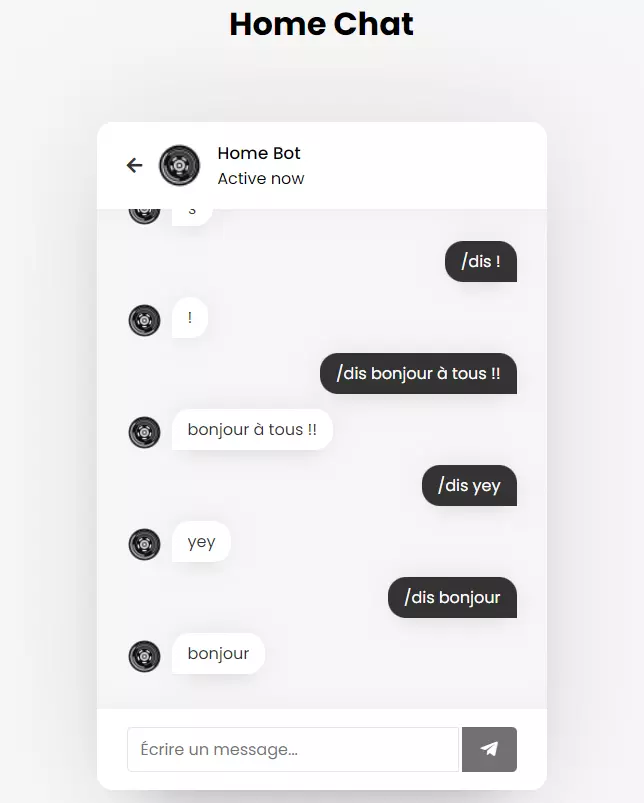 Home Chat
Home Bot
Active now
/dis !
!
/dis bonjour à tous !!
bonjour à tous !!
/dis yey
yey
/dis bonjour
bonjour
Écrire un message...